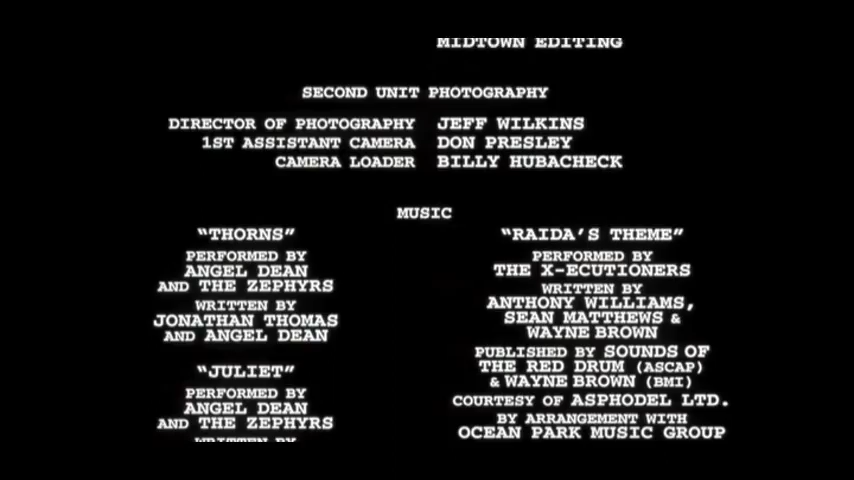 MIDTOWN EDITING
SECOND UNIT PHOTOGRAPHY
DIRECTOR OF PHOTOGRAPHY JEFF WILKINS
1ST ASSISTANT CAMERA DON PRESLEY
CAMERA LOADER BILLY HUBACHECK
MUSIC
“THORNS”
PERFORMED BY
ANGEL DEAN
AND THE ZEPHYRS
WRITTEN BY
JONATHAN THOMAS
AND ANGEL DEAN
“JULIET”
PERFORMED BY
ANGEL DEAN
AND THE ZEPHYRS
WRITTEN BY
“RAIDA’S THEME”
PERFORMED BY
THE X-ECUTIONERS
WRITTEN BY
ANTHONY WILLIAMS,
SEAN MATTHEWS &
WAYNE BROWN
PUBLISHED BY SOUNDS OF
THE RED DRUM (ASCAP)
& WAYNE BROWN (BMI)
COURTESY OF ASPHODEL LTD.
BY ARRANGEMENT WITH
OCEAN PARK MUSIC GROUP